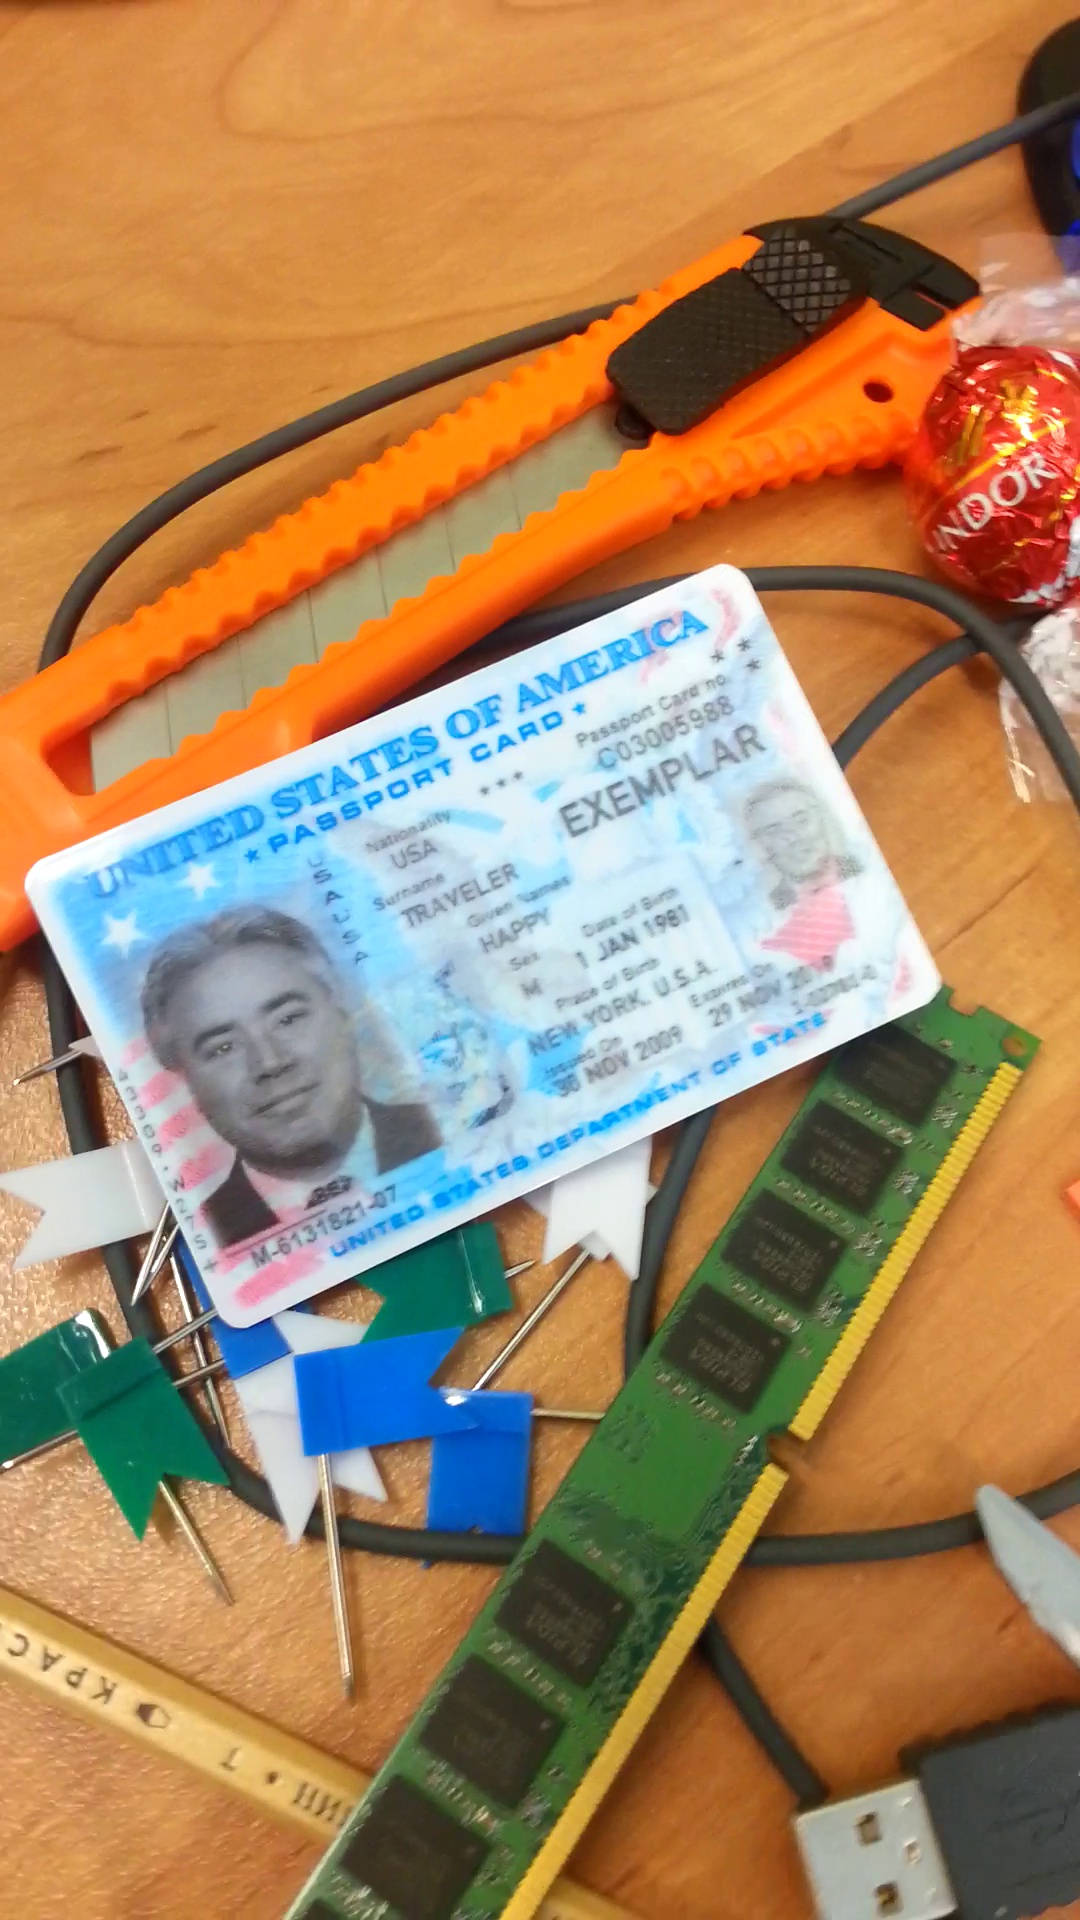 UNITED STATES OF AMERICA
★ PASSPORT CARD ★
Passport Card no.
C03005988
EXEMPLAR
Nationality
USA
Surname
TRAVELER
Given Names
HAPPY
Sex
M
Date of Birth
1 JAN 1981
Place of Birth
NEW YORK, U.S.A.
Issued On
30 NOV 2009
Expires On
29 NOV 2019
USAUSA
M-6131821-07
UNITED STATES DEPARTMENT OF STATE
INDOR
КРАС
Т